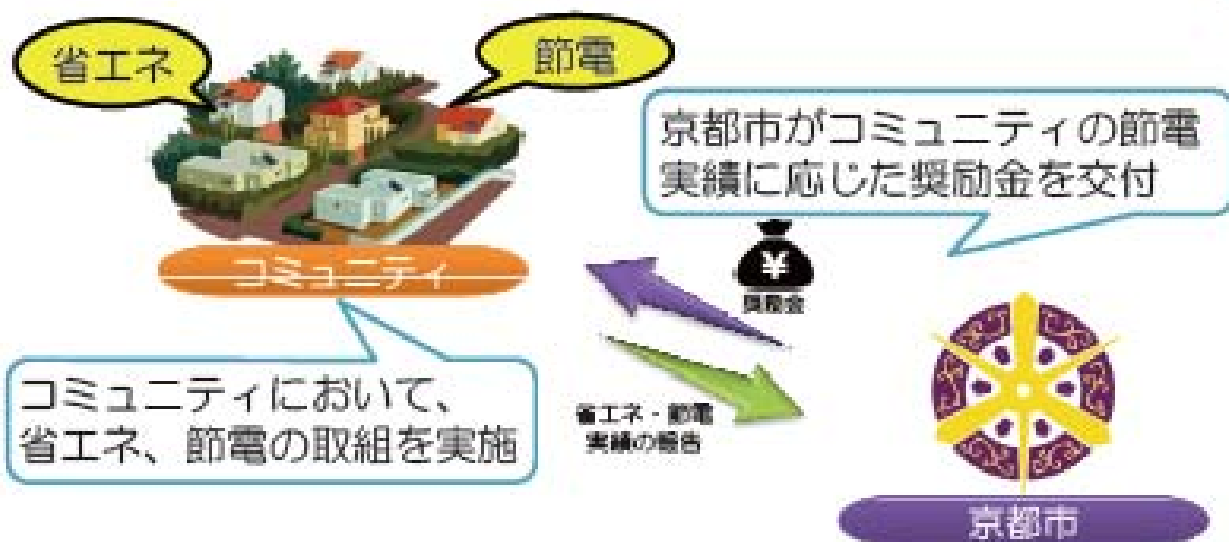 省エネ
節電
京都市がコミュニティの節電
実績に応じた奨励金を交付
コミュニティ
¥
奨励金
コミュニティにおいて、
省エネ、節電の取組を実施
省エネ・節電
実績の報告
京都市